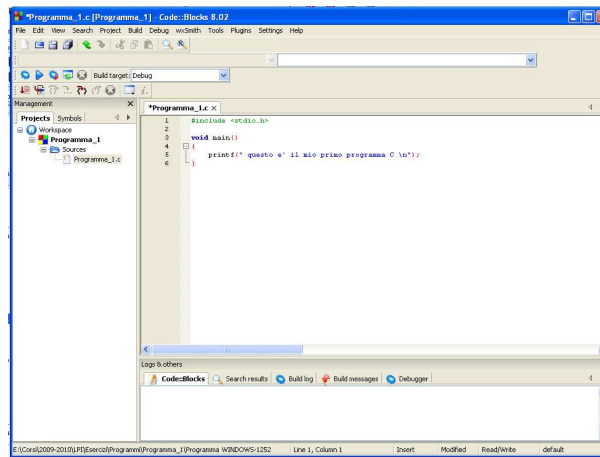 *Programma_1.c [Programma_1] - Code::Blocks 8.02
File Edit View Search Project Build Debug wxSmith Tools Plugins Settings Help
Build target: Debug
Management
Projects Symbols
Workspace
Programma_1
Sources
Programma_1.c
*Programma_1.c
1 #include <stdio.h>
2
3 void main()
4 {
5 printf(" questo e' il mio primo programma C \n");
6 }
Logs & others
Code::Blocks Search results Build log Build messages Debugger
E:\Corsi\2009-2010\LPI\Esercizi\Programmi\Programma_1\Programma WINDOWS-1252 Line 1, Column 1 Insert Modified Read/Write default